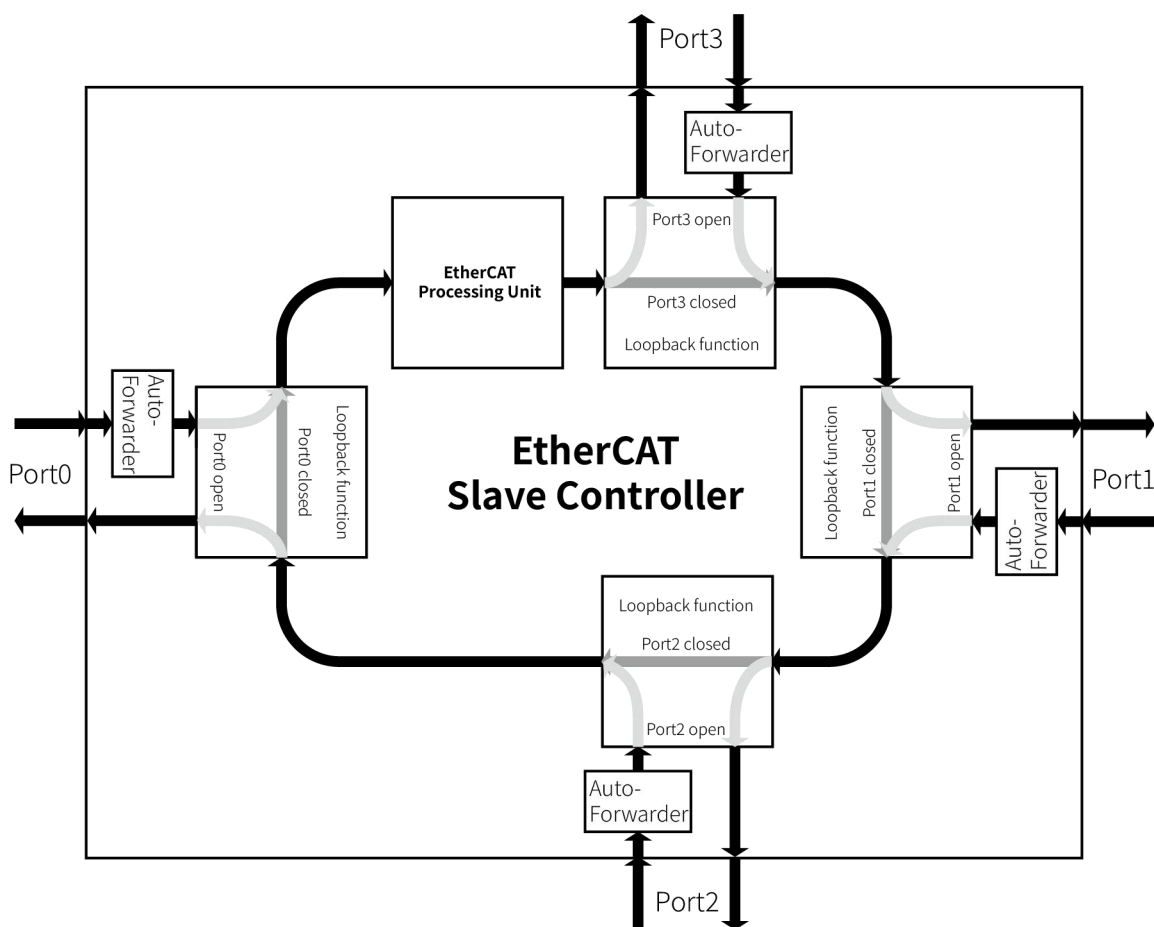 Port3
Auto-
Forwarder
Port3 open
EtherCAT
Processing Unit
Port3 closed
Loopback function
Auto-
Forwarder
Port0
Port0 open
Port0 closed
Loopback function
EtherCAT
Slave Controller
Loopback function
Port1 closed
Port1 open
Auto-
Forwarder
Port1
Loopback function
Port2 closed
Port2 open
Auto-
Forwarder
Port2